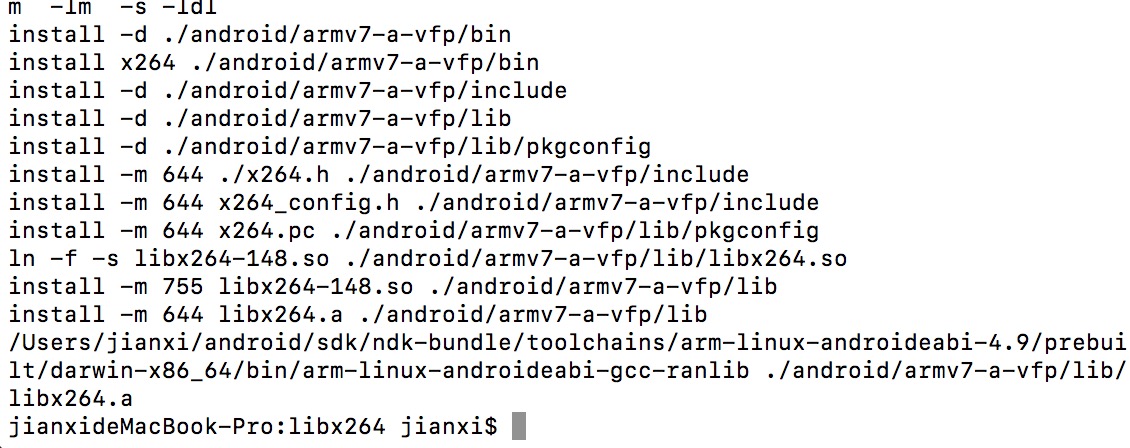 m  -lm  -s -ldl
install -d ./android/armv7-a-vfp/bin
install x264 ./android/armv7-a-vfp/bin
install -d ./android/armv7-a-vfp/include
install -d ./android/armv7-a-vfp/lib
install -d ./android/armv7-a-vfp/lib/pkgconfig
install -m 644 ./x264.h ./android/armv7-a-vfp/include
install -m 644 x264_config.h ./android/armv7-a-vfp/include
install -m 644 x264.pc ./android/armv7-a-vfp/lib/pkgconfig
ln -f -s libx264-148.so ./android/armv7-a-vfp/lib/libx264.so
install -m 755 libx264-148.so ./android/armv7-a-vfp/lib
install -m 644 libx264.a ./android/armv7-a-vfp/lib
/Users/jianxi/android/sdk/ndk-bundle/toolchains/arm-linux-androideabi-4.9/prebui
lt/darwin-x86_64/bin/arm-linux-androideabi-gcc-ranlib ./android/armv7-a-vfp/lib/
libx264.a
jianxideMacBook-Pro:libx264 jianxi$